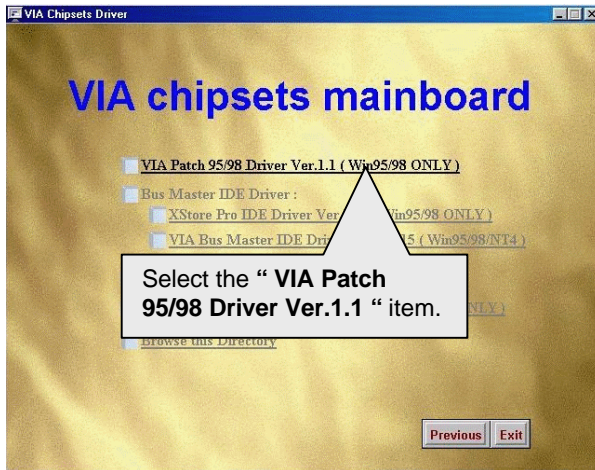 VIA Chipsets Driver
VIA chipsets mainboard
VIA Patch 95/98 Driver Ver.1.1 ( Win95/98 ONLY )
Bus Master IDE Driver :
XStore Pro IDE Driver Ver in95/98 ONLY )
VIA Bus Master IDE Dri 15 ( Win95/98/NT4 )
Select the “ VIA Patch
95/98 Driver Ver.1.1 “ item.
NLY )
Browse this Directory
Previous Exit